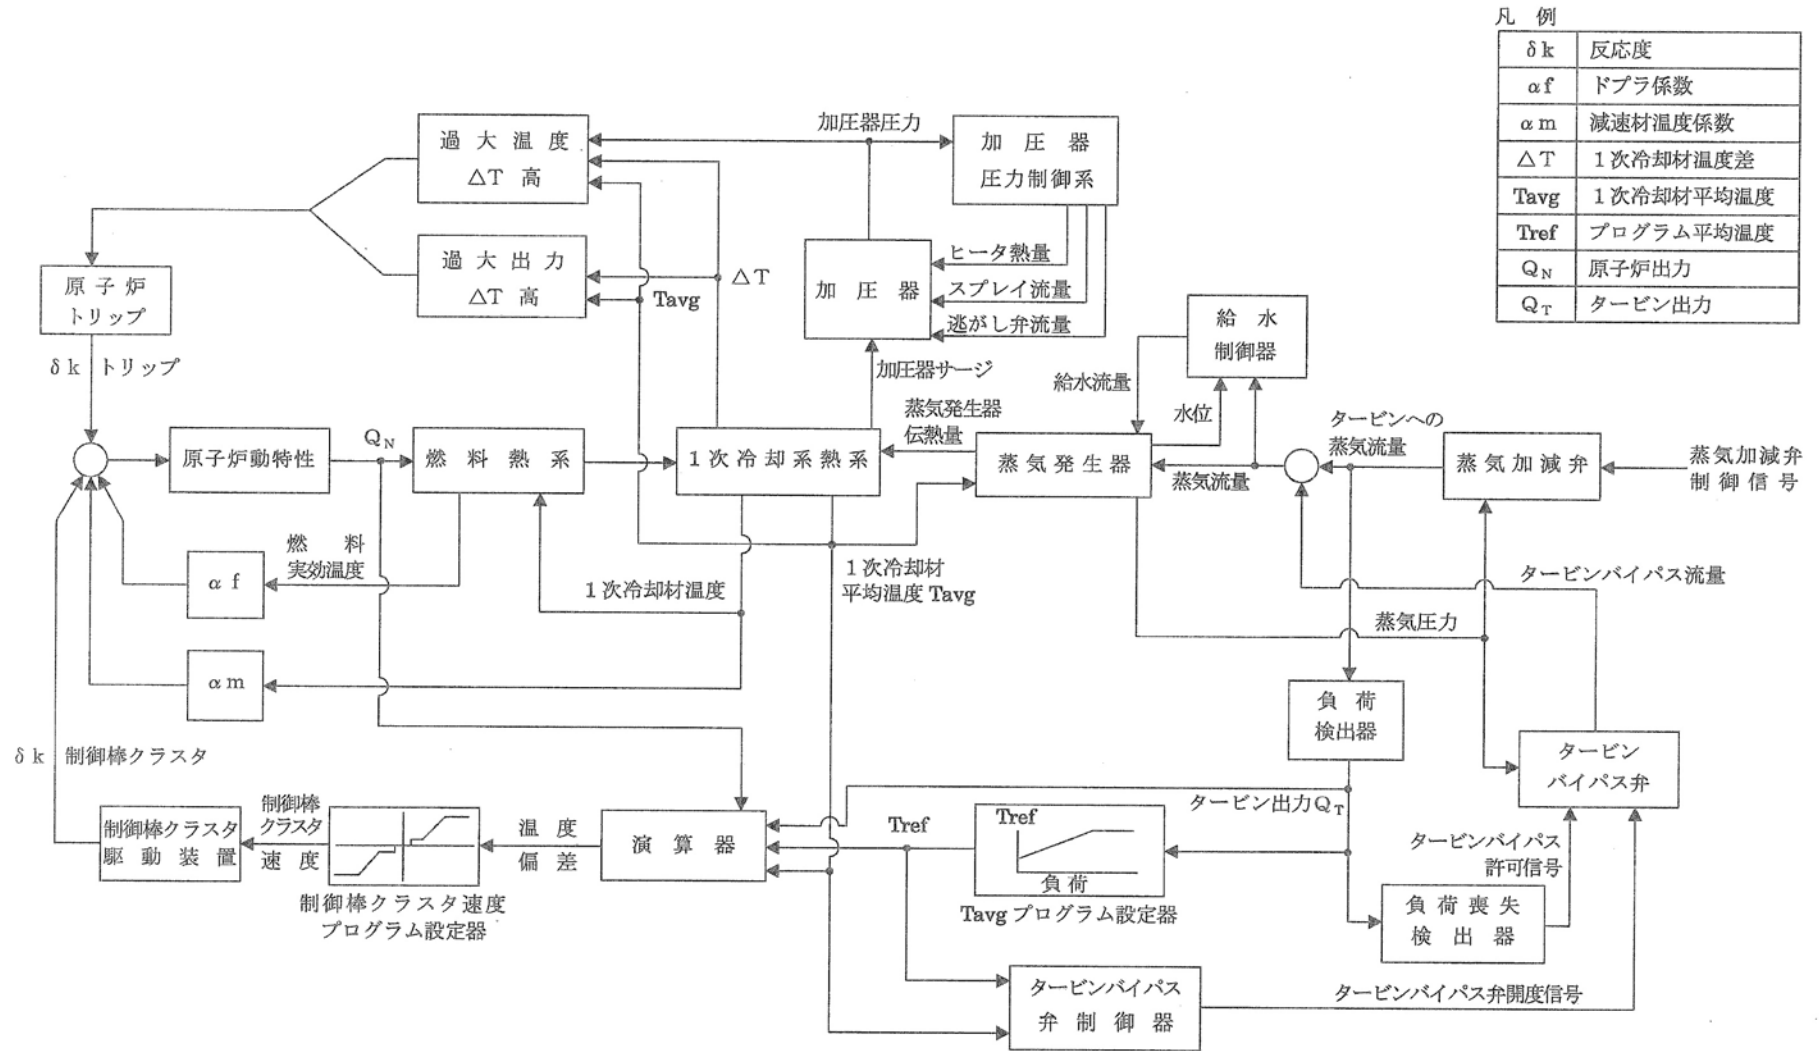 凡 例
δk 反応度
αf ドプラ係数
αm 減速材温度係数
△T 1次冷却材温度差
Tavg 1次冷却材平均温度
Tref プログラム平均温度
QN 原子炉出力
QT タービン出力
過大温度
△T 高
加圧器圧力
加圧器
圧力制御系
過大出力
△T 高
Tavg
△T
加圧器
ヒータ熱量
スプレイ流量
逃がし弁流量
原子炉
トリップ
δk トリップ
加圧器サージ
給水
制御器
給水流量
水位
蒸気発生器
伝熱量
タービンへの
蒸気流量
原子炉動特性
QN
燃料熱系
1次冷却系熱系
蒸気発生器
蒸気流量
蒸気加減弁
蒸気加減弁
制御信号
αf
燃料
実効温度
1次冷却材温度
1次冷却材
平均温度 Tavg
タービンバイパス流量
蒸気圧力
αm
負荷
検出器
タービン
バイパス弁
δk 制御棒クラスタ
制御棒クラスタ
駆動装置
制御棒
クラスタ
速度
制御棒クラスタ速度
プログラム設定器
温度
偏差
演算器
Tref
タービン出力QT
Tref
負荷
Tavg プログラム設定器
タービンバイパス
許可信号
負荷喪失
検出器
タービンバイパス
弁制御器
タービンバイパス弁開度信号